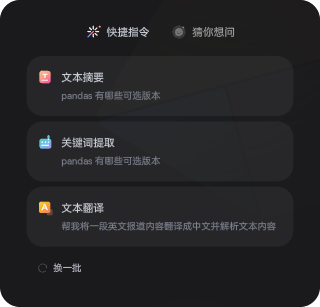 快捷指令 猜你想问
文本摘要
pandas 有哪些可选版本
关键词提取
pandas 有哪些可选版本
文本翻译
帮我将一段英文报道内容翻译成中文并解析文本内容
换一批